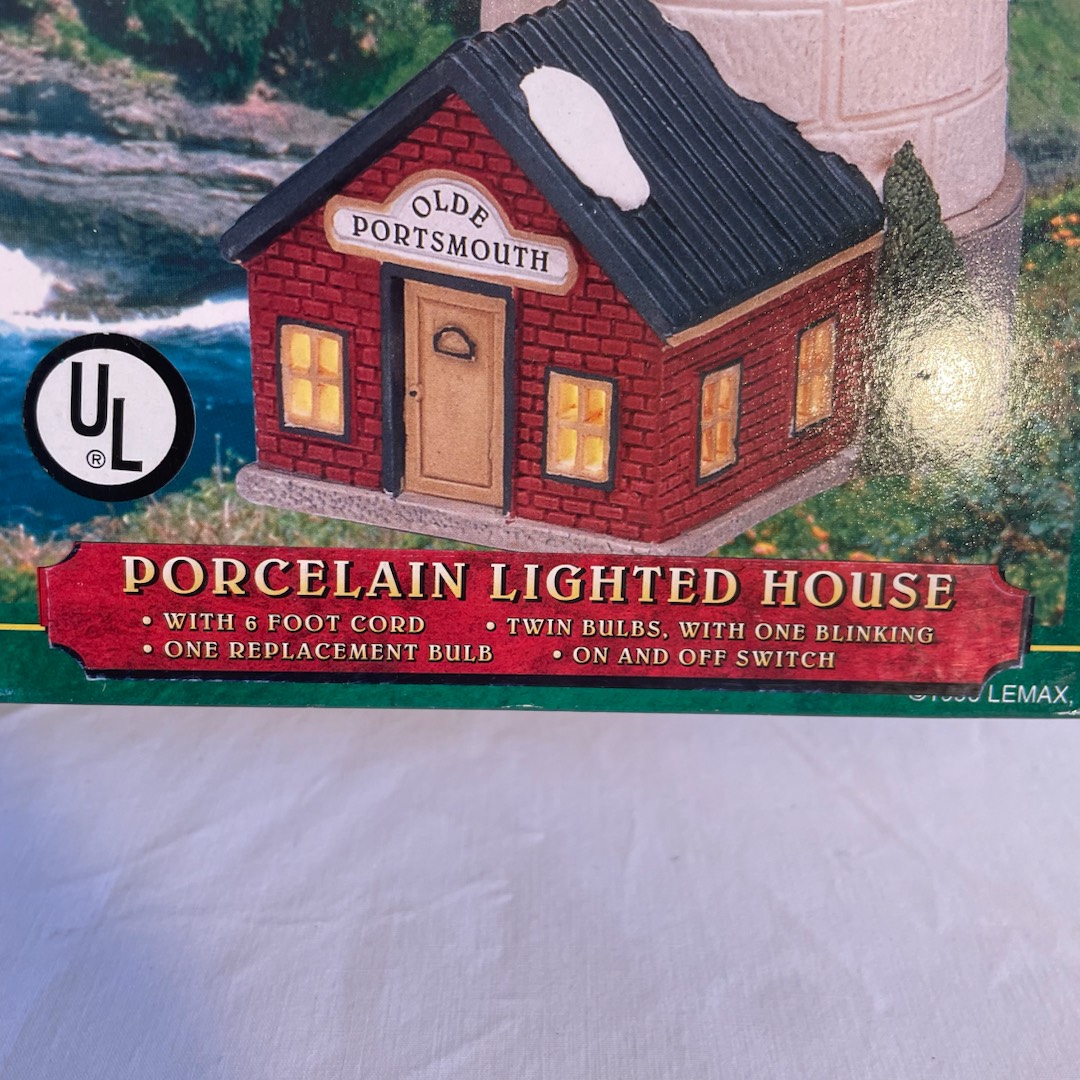 OLDE
PORTSMOUTH
UL
®
PORCELAIN LIGHTED HOUSE
• WITH 6 FOOT CORD
• TWIN BULBS, WITH ONE BLINKING
• ONE REPLACEMENT BULB
• ON AND OFF SWITCH
LEMAX,